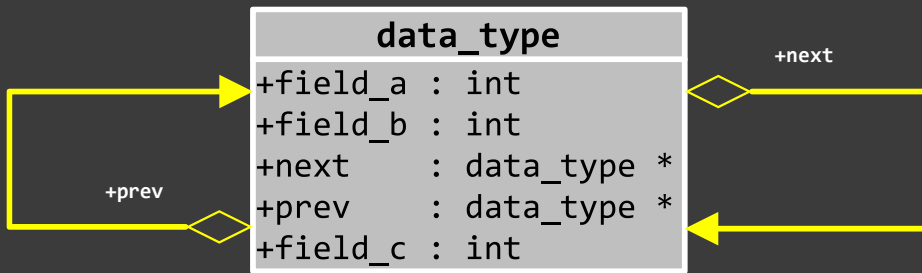 data_type
+next
+field_a : int
+field_b : int
+next    : data_type *
+prev    : data_type *
+field_c : int
+prev